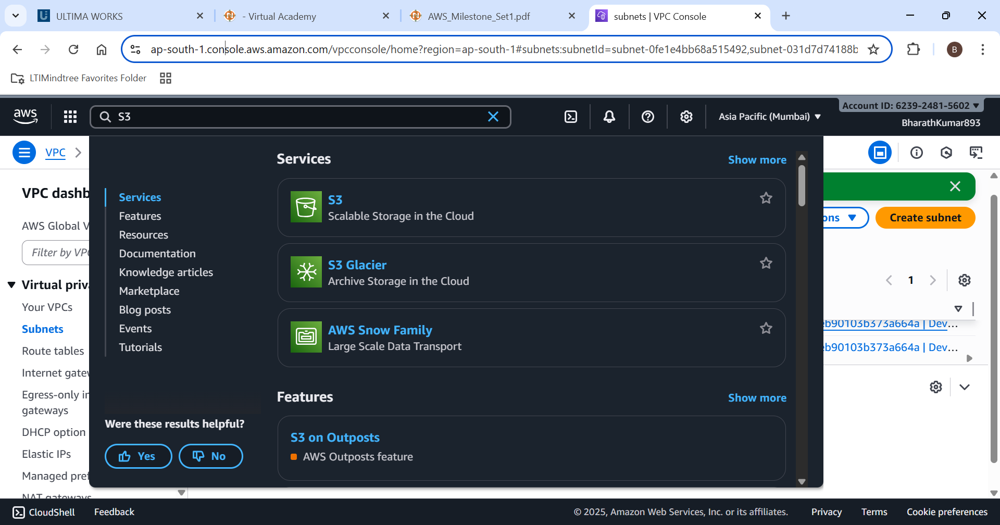 ULTIMA WORKS
- Virtual Academy
AWS_Milestone_Set1.pdf
subnets | VPC Console
ap-south-1.console.aws.amazon.com/vpcconsole/home?region=ap-south-1#subnets:subnetId=subnet-0fe1e4bb68a515492,subnet-031d7d74188b
B
LTIMindtree Favorites Folder
aws
S3
Asia Pacific (Mumbai)
Account ID: 6239-2481-5602
BharathKumar893
VPC
VPC dashb
AWS Global V
Filter by VP
Virtual priv
Your VPCs
Subnets
Route tables
Internet gatew
Egress-only in
gateways
DHCP option
Elastic IPs
Managed pref
NAT gateways
Services
Features
Resources
Documentation
Knowledge articles
Marketplace
Blog posts
Events
Tutorials
Were these results helpful?
Yes
No
Services
Show more
S3
Scalable Storage in the Cloud
S3 Glacier
Archive Storage in the Cloud
AWS Snow Family
Large Scale Data Transport
Features
Show more
S3 on Outposts
AWS Outposts feature
ons
Create subnet
1
eb90103b373a664a | Dev...
eb90103b373a664a | Dev...
CloudShell
Feedback
© 2025, Amazon Web Services, Inc. or its affiliates.
Privacy
Terms
Cookie preferences